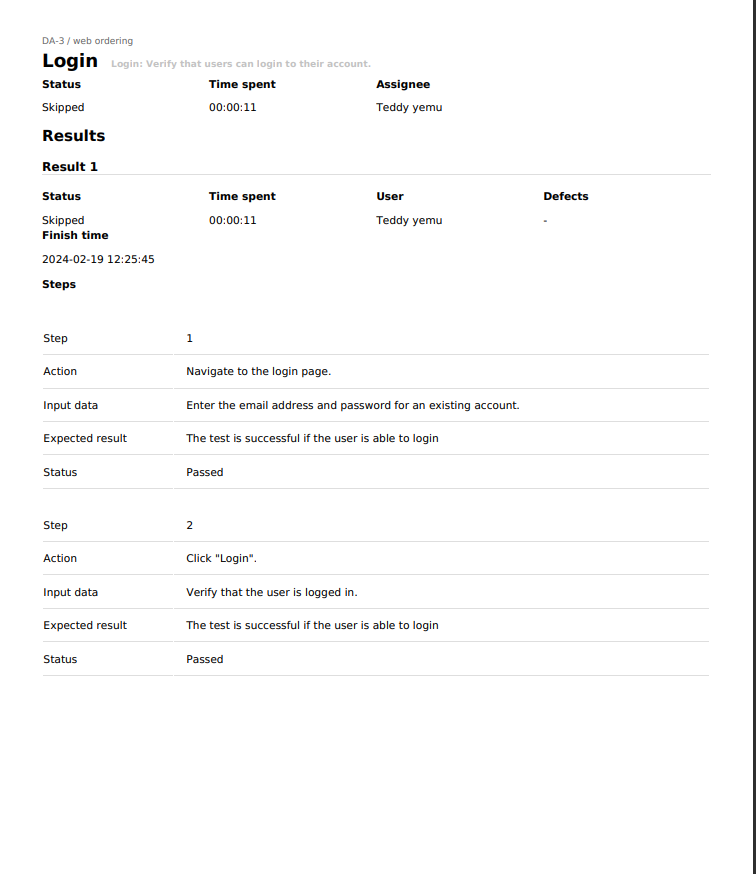 DA-3 / web ordering
Login Login: Verify that users can login to their account.
Status Time spent Assignee
Skipped 00:00:11 Teddy yemu
Results
Result 1
Status Time spent User Defects
Skipped 00:00:11 Teddy yemu -
Finish time
2024-02-19 12:25:45
Steps
Step 1
Action Navigate to the login page.
Input data Enter the email address and password for an existing account.
Expected result The test is successful if the user is able to login
Status Passed
Step 2
Action Click "Login".
Input data Verify that the user is logged in.
Expected result The test is successful if the user is able to login
Status Passed